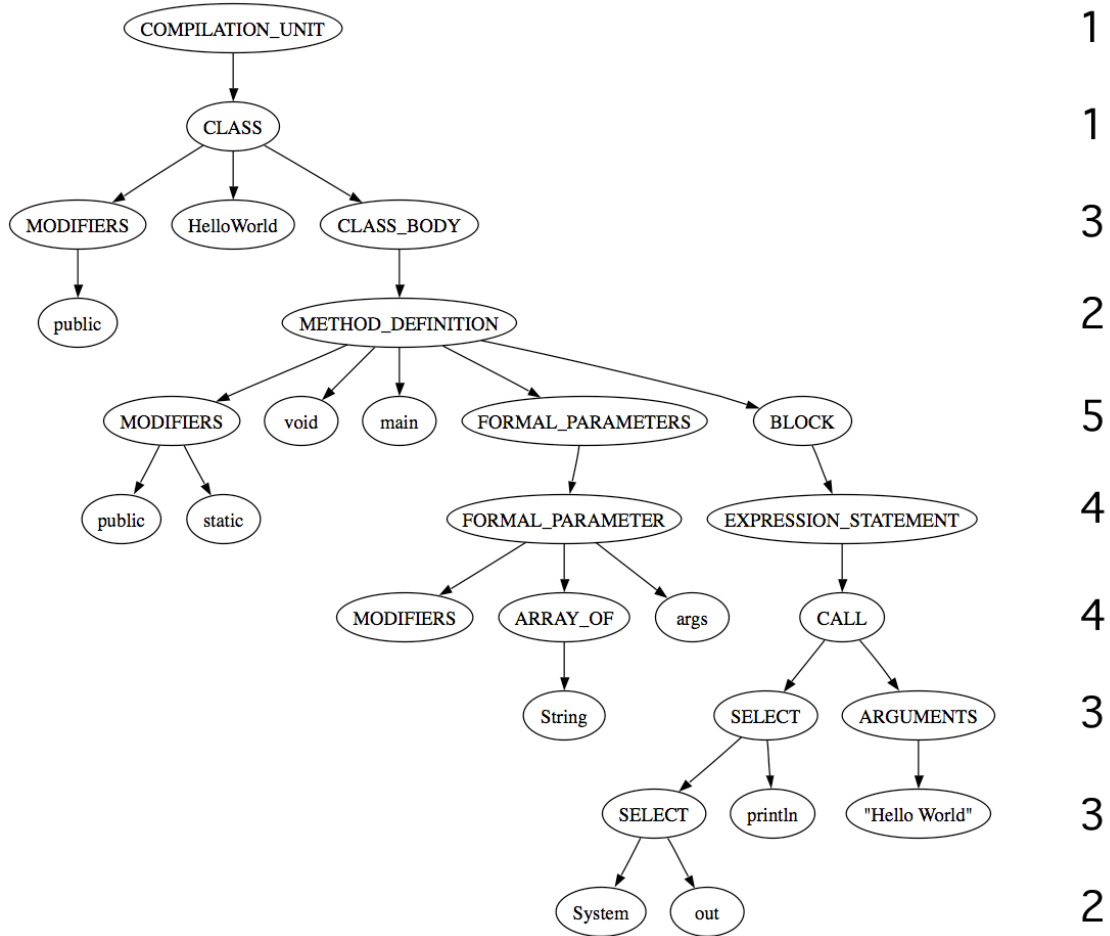 COMPILATION_UNIT 1
CLASS 1
MODIFIERS HelloWorld CLASS_BODY 3
public METHOD_DEFINITION 2
MODIFIERS void main FORMAL_PARAMETERS BLOCK 5
public static FORMAL_PARAMETER EXPRESSION_STATEMENT 4
MODIFIERS ARRAY_OF args CALL 4
String SELECT ARGUMENTS 3
SELECT println "Hello World" 3
System out 2